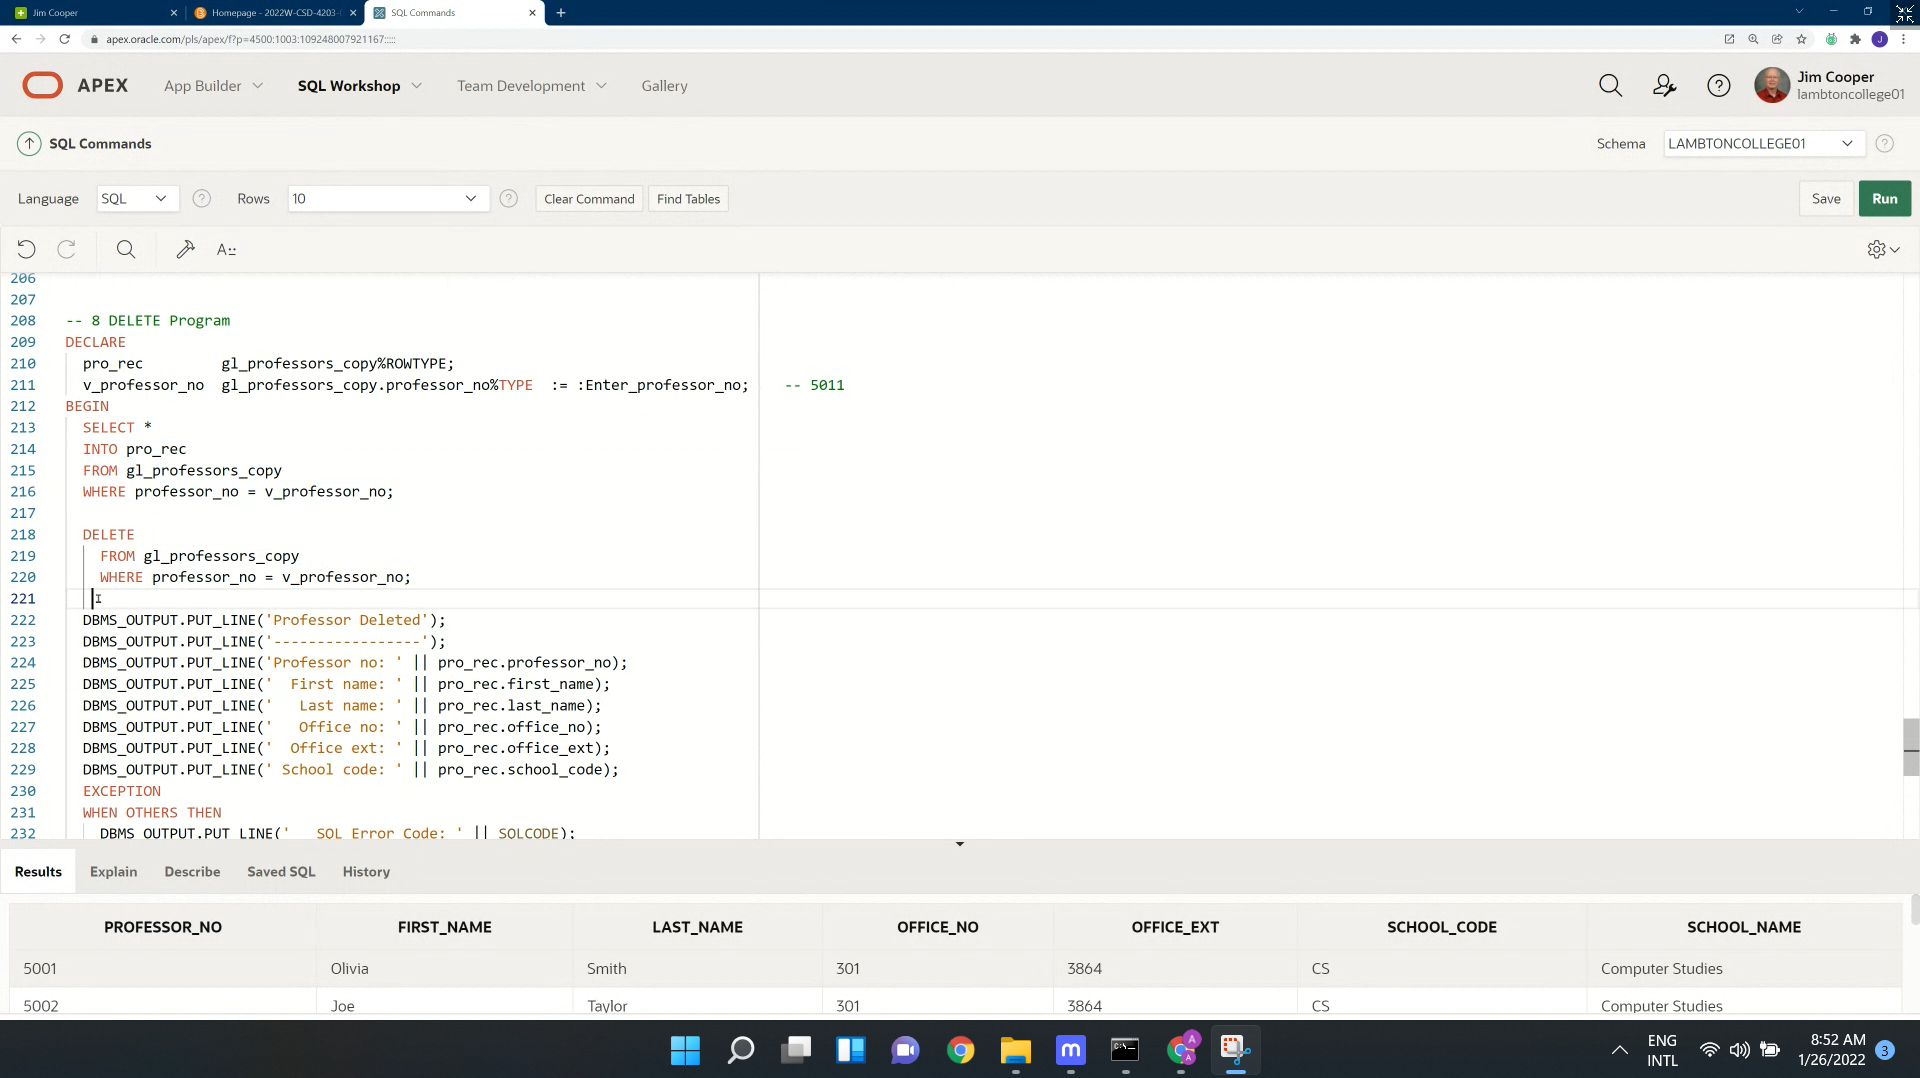 Jim Cooper
Homepage - 2022W-CSD-4203-
SQL Commands
apex.oracle.com/pls/apex/f?p=4500:1003:109248007921167:::::
J
APEX
App Builder
SQL Workshop
Team Development
Gallery
Jim Cooper
lambtoncollege01
SQL Commands
Schema
LAMBTONCOLLEGE01
Language
SQL
Rows
10
Clear Command
Find Tables
Save
Run
206
207
208 -- 8 DELETE Program
209 DECLARE
210 pro_rec gl_professors_copy%ROWTYPE;
211 v_professor_no gl_professors_copy.professor_no%TYPE := :Enter_professor_no; -- 5011
212 BEGIN
213 SELECT *
214 INTO pro_rec
215 FROM gl_professors_copy
216 WHERE professor_no = v_professor_no;
217
218 DELETE
219 FROM gl_professors_copy
220 WHERE professor_no = v_professor_no;
221
222 DBMS_OUTPUT.PUT_LINE('Professor Deleted');
223 DBMS_OUTPUT.PUT_LINE('-----------------');
224 DBMS_OUTPUT.PUT_LINE('Professor no: ' || pro_rec.professor_no);
225 DBMS_OUTPUT.PUT_LINE('  First name: ' || pro_rec.first_name);
226 DBMS_OUTPUT.PUT_LINE('   Last name: ' || pro_rec.last_name);
227 DBMS_OUTPUT.PUT_LINE('   Office no: ' || pro_rec.office_no);
228 DBMS_OUTPUT.PUT_LINE('  Office ext: ' || pro_rec.office_ext);
229 DBMS_OUTPUT.PUT_LINE(' School code: ' || pro_rec.school_code);
230 EXCEPTION
231 WHEN OTHERS THEN
232 DBMS_OUTPUT.PUT_LINE('   SQL Error Code: ' || SQLCODE);
Results
Explain
Describe
Saved SQL
History
PROFESSOR_NO FIRST_NAME LAST_NAME OFFICE_NO OFFICE_EXT SCHOOL_CODE SCHOOL_NAME
5001 Olivia Smith 301 3864 CS Computer Studies
5002 Joe Taylor 301 3864 CS Computer Studies
ENG
INTL
8:52 AM
1/26/2022
3